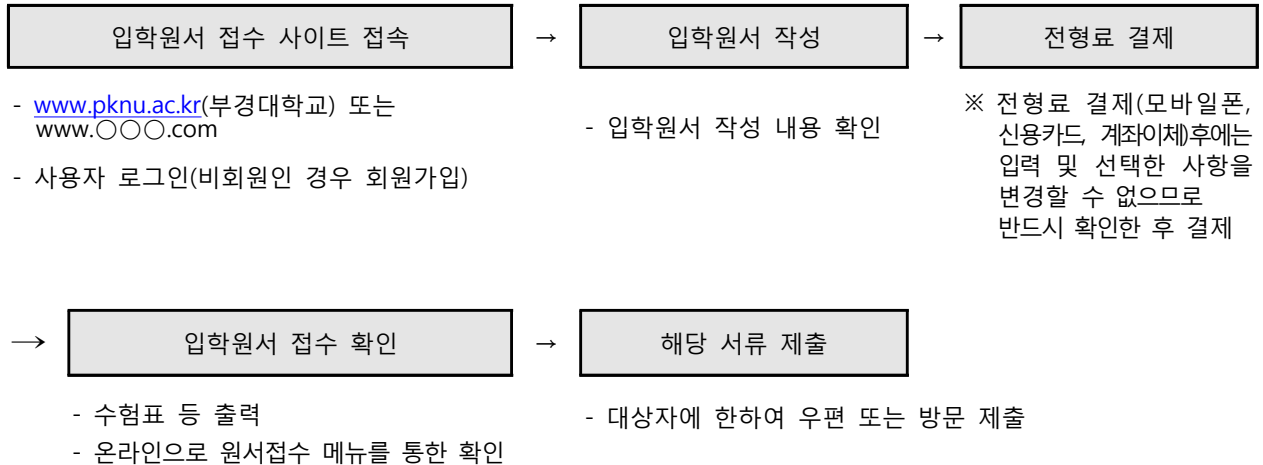 입학원서 접수 사이트 접속 → 입학원서 작성 → 전형료 결제
- www.pknu.ac.kr(부경대학교) 또는
www.○○○.com
- 사용자 로그인(비회원인 경우 회원가입)
- 입학원서 작성 내용 확인
※ 전형료 결제(모바일폰,
신용카드, 계좌이체)후에는
입력 및 선택한 사항을
변경할 수 없으므로
반드시 확인한 후 결제
→ 입학원서 접수 확인 → 해당 서류 제출
- 수험표 등 출력
- 온라인으로 원서접수 메뉴를 통한 확인
- 대상자에 한하여 우편 또는 방문 제출